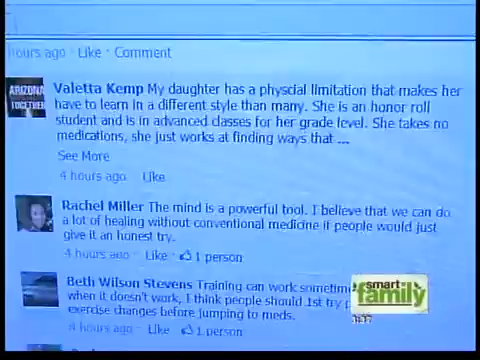 hours ago · Like · Comment
ARIZONA
TOGETHER
Valetta Kemp My daughter has a physcial limitation that makes her
have to learn in a different style than many. She is an honor roll
student and is in advanced classes for her grade level. She takes no
medications, she just works at finding ways that ...
See More
4 hours ago · Like
Rachel Miller The mind is a powerful tool. I believe that we can do
a lot of healing without conventional medicine if people would just
give it an honest try.
4 hours ago · Like · 1 person
Beth Wilson Stevens Training can work sometim
when it doesn't work, I think people should 1st try
exercise changes before jumping to meds.
4 hours ago · Like · 1 person
smart
family